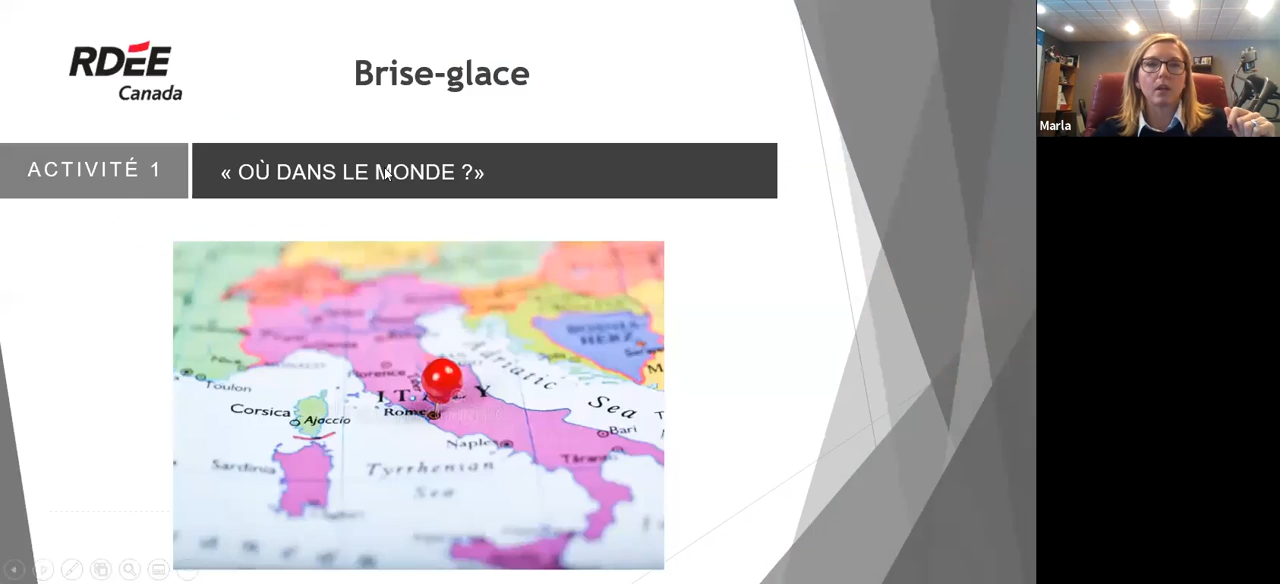 RDÉE
Canada
Brise-glace
ACTIVITÉ 1
« OÙ DANS LE MONDE ?»
Marla
Adriatic
Sea
Florence
ITALY
Rome
Toulon
Corsica
Ajoccio
Bari
Naples
Sardinia
Tyrrhenian
Sea